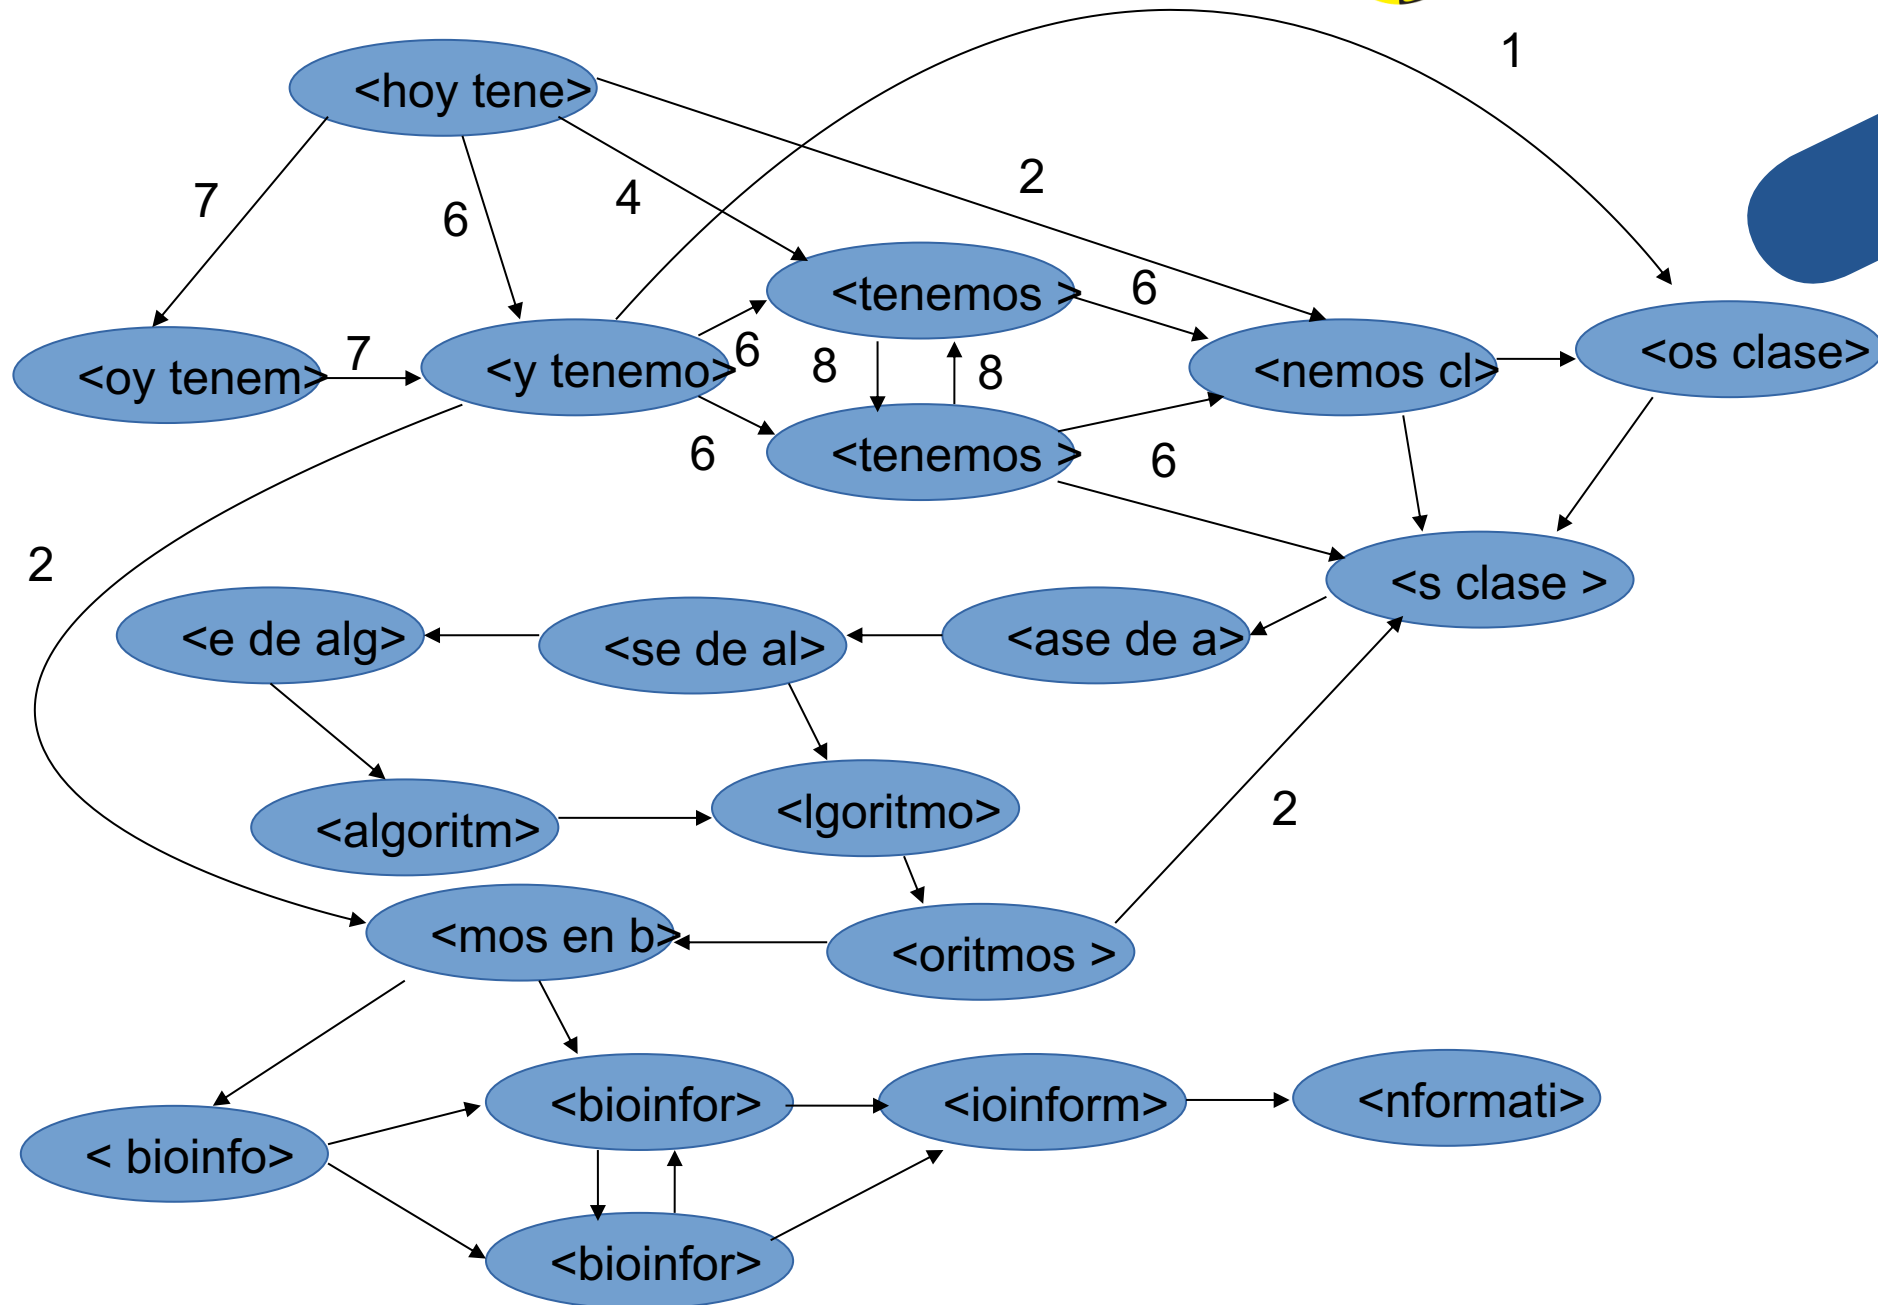 1
<hoy tene>
7
6
4
2
<tenemos >
6
<oy tenem>
7
<y tenemo>
6
8
8
<nemos cl>
<os clase>
6
<tenemos >
6
2
<s clase >
<e de alg>
<se de al>
<ase de a>
<algoritm>
<lgoritmo>
2
<mos en b>
<oritmos >
< bioinfo>
<bioinfor>
<ioinform>
<nformati>
<bioinfor>